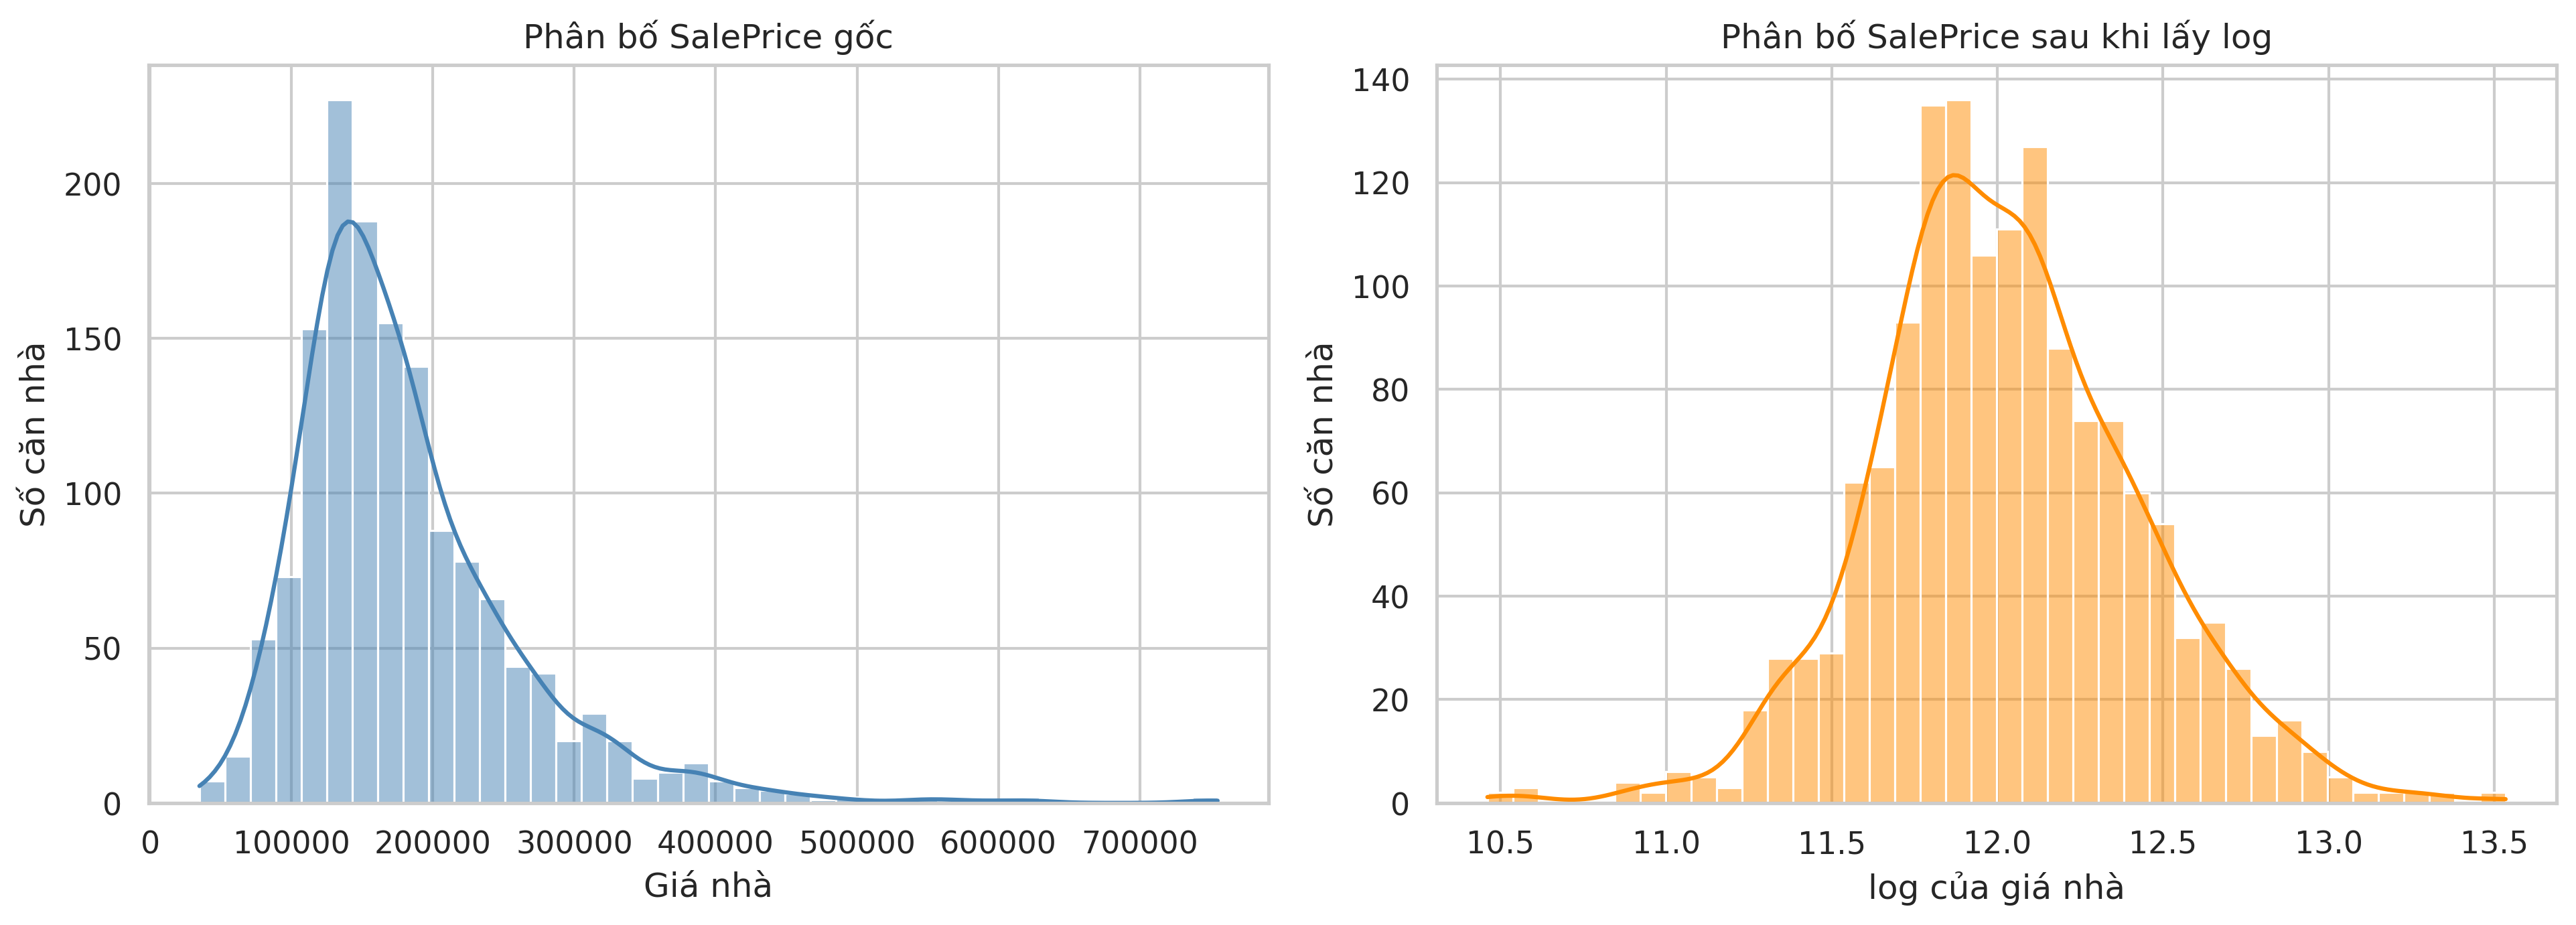 Phân bố SalePrice gốc
Số căn nhà
200
150
100
50
0
0 100000 200000 300000 400000 500000 600000 700000
Giá nhà
Phân bố SalePrice sau khi lấy log
Số căn nhà
140
120
100
80
60
40
20
0
10.5 11.0 11.5 12.0 12.5 13.0 13.5
log của giá nhà